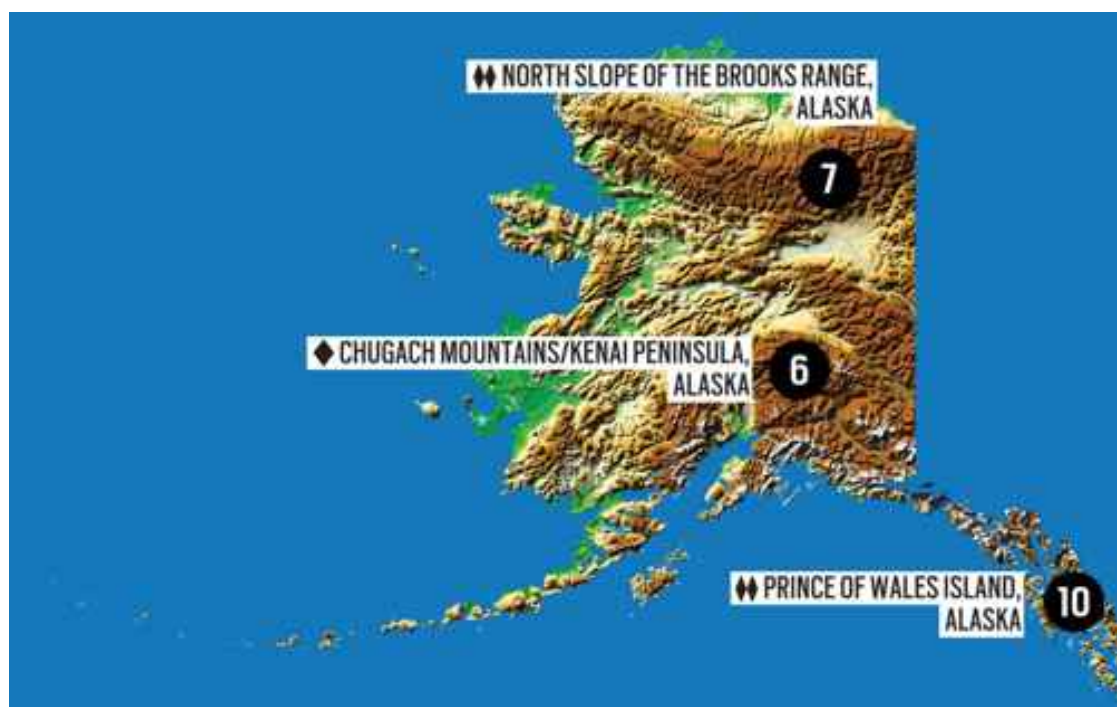 ♦♦ NORTH SLOPE OF THE BROOKS RANGE,
ALASKA
7
♦ CHUGACH MOUNTAINS/KENAI PENINSULA,
ALASKA
6
♦♦ PRINCE OF WALES ISLAND,
ALASKA
10